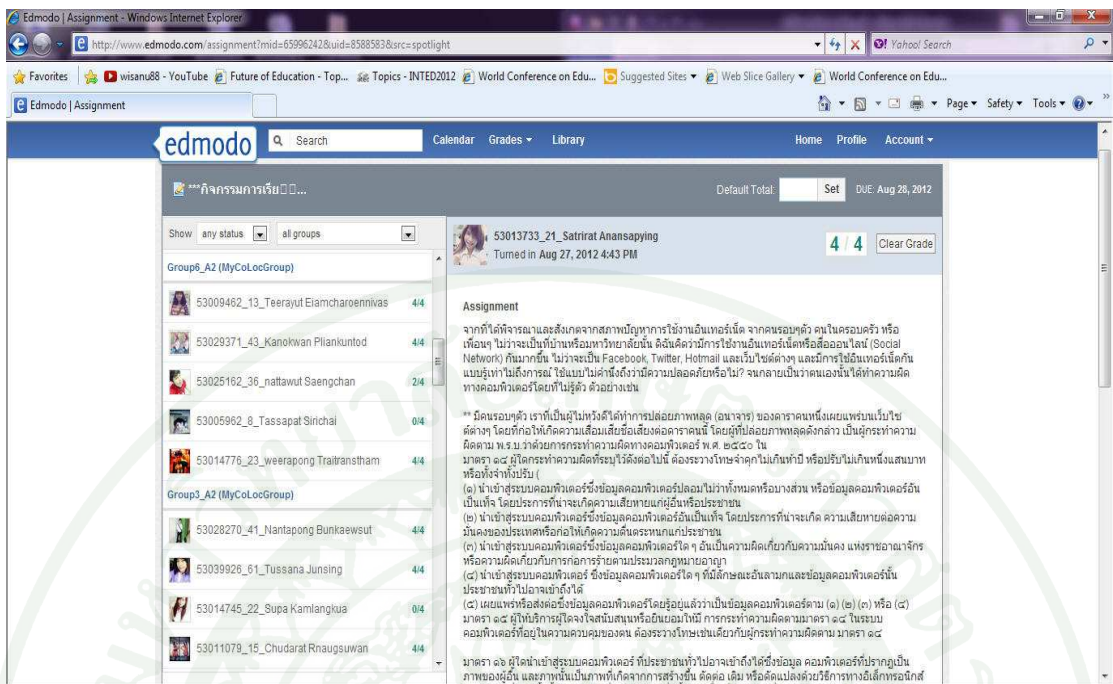 Edmodo | Assignment - Windows Internet Explorer
http://www.edmodo.com/assignment?mid=65996242&uid=8588583&src=spotlight
Yahoo! Search
Favorites wisanu88 - YouTube Future of Education - Top... Topics - INTED2012 World Conference on Edu... Suggested Sites Web Slice Gallery World Conference on Edu...
Edmodo | Assignment
Page Safety Tools
edmodo Search Calendar Grades Library Home Profile Account
***กิจกรรมการเรีย... Default Total: Set DUE: Aug 28, 2012
Show any status all groups
Group6_A2 (MyCoLocGroup)
53009462_13_Teerayut Eiamcharoennivas 4/4
53029371_43_Kanokwan Pliankuntod 4/4
53025162_36_nattawut Saengchan 2/4
53005962_8_Tassapat Sirichai 0/4
53014776_23_weerapong Traitranstham 4/4
Group3_A2 (MyCoLocGroup)
53028270_41_Nantapong Bunkaewsut 4/4
53039926_61_Tussana Junsing 4/4
53014745_22_Supa Kamlangkua 0/4
53011079_15_Chudarat Rnaugsuwan 4/4
53013733_21_Satrirat Anansapying
Turned in Aug 27, 2012 4:43 PM
4 / 4 Clear Grade
Assignment
จากที่ได้พิจารณาและสังเกตจากสภาพปัญหาการใช้งานอินเทอร์เน็ต จากคนรอบๆตัว คนในครอบครัว หรือ
เพื่อนๆ ไม่ว่าจะเป็นที่บ้านหรือมหาวิทยาลัยนั้น ดิฉันคิดว่ามีการใช้งานอินเทอร์เน็ตหรือสื่อออนไลน์ (Social
Network) กันมากขึ้น ไม่ว่าจะเป็น Facebook, Twitter, Hotmail และเว็บไซต์ต่างๆ และมีการใช้อินเทอร์เน็ตกัน
แบบรู้เท่าไม่ถึงการณ์ ใช้แบบไม่คำนึงถึงว่ามีความปลอดภัยหรือไม่? จนกลายเป็นว่าตนเองนั้นได้ทำความผิด
ทางคอมพิวเตอร์โดยที่ไม่รู้ตัว ตัวอย่างเช่น
** มีคนรอบๆตัว เราที่เป็นผู้ไม่หวังดีได้ทำการปล่อยภาพหลุด (อนาจาร) ของดาราคนหนึ่งเผยแพร่บนเว็บไซ
ต์ต่างๆ โดยที่ก่อให้เกิดความเสื่อมเสียชื่อเสียงต่อดาราคนนี้ โดยผู้ที่ปล่อยภาพหลุดดังกล่าว เป็นผู้กระทำความ
ผิดตาม พ.ร.บ.ว่าด้วยการกระทำความผิดทางคอมพิวเตอร์ พ.ศ. ๒๕๕๐ ใน
มาตรา ๑๔ ผู้ใดกระทำความผิดที่ระบุไว้ดังต่อไปนี้ ต้องระวางโทษจำคุกไม่เกินห้าปี หรือปรับไม่เกินหนึ่งแสนบาท
หรือทั้งจำทั้งปรับ (
(๑) นำเข้าสู่ระบบคอมพิวเตอร์ซึ่งข้อมูลคอมพิวเตอร์ปลอมไม่ว่าทั้งหมดหรือบางส่วน หรือข้อมูลคอมพิวเตอร์อัน
เป็นเท็จ โดยประการที่น่าจะเกิดความเสียหายแก่ผู้อื่นหรือประชาชน
(๒) นำเข้าสู่ระบบคอมพิวเตอร์ซึ่งข้อมูลคอมพิวเตอร์อันเป็นเท็จ โดยประการที่น่าจะเกิด ความเสียหายต่อความ
มั่นคงของประเทศหรือก่อให้เกิดความตื่นตระหนกแก่ประชาชน
(๓) นำเข้าสู่ระบบคอมพิวเตอร์ซึ่งข้อมูลคอมพิวเตอร์ใด ๆ อันเป็นความผิดเกี่ยวกับความมั่นคง แห่งราชอาณาจักร
หรือความผิดเกี่ยวกับการก่อการร้ายตามประมวลกฎหมายอาญา
(๔) นำเข้าสู่ระบบคอมพิวเตอร์ ซึ่งข้อมูลคอมพิวเตอร์ใด ๆ ที่มีลักษณะอันลามกและข้อมูลคอมพิวเตอร์นั้น
ประชาชนทั่วไปอาจเข้าถึงได้
(๕) เผยแพร่หรือส่งต่อซึ่งข้อมูลคอมพิวเตอร์โดยรู้อยู่แล้วว่าเป็นข้อมูลคอมพิวเตอร์ตาม (๑) (๒) (๓) หรือ (๔)
มาตรา ๑๕ ผู้ให้บริการผู้ใดจงใจสนับสนุนหรือยินยอมให้มี การกระทำความผิดตามมาตรา ๑๔ ในระบบ
คอมพิวเตอร์ที่อยู่ในความควบคุมของตน ต้องระวางโทษเช่นเดียวกับผู้กระทำความผิดตาม มาตรา ๑๔
มาตรา ๑๖ ผู้ใดนำเข้าสู่ระบบคอมพิวเตอร์ ที่ประชาชนทั่วไปอาจเข้าถึงได้ซึ่งข้อมูล คอมพิวเตอร์ที่ปรากฏเป็น
ภาพของผู้อื่น และภาพนั้นเป็นภาพที่เกิดจากการสร้างขึ้น ตัดต่อ เติม หรือดัดแปลงด้วยวิธีการทางอิเล็กทรอนิกส์